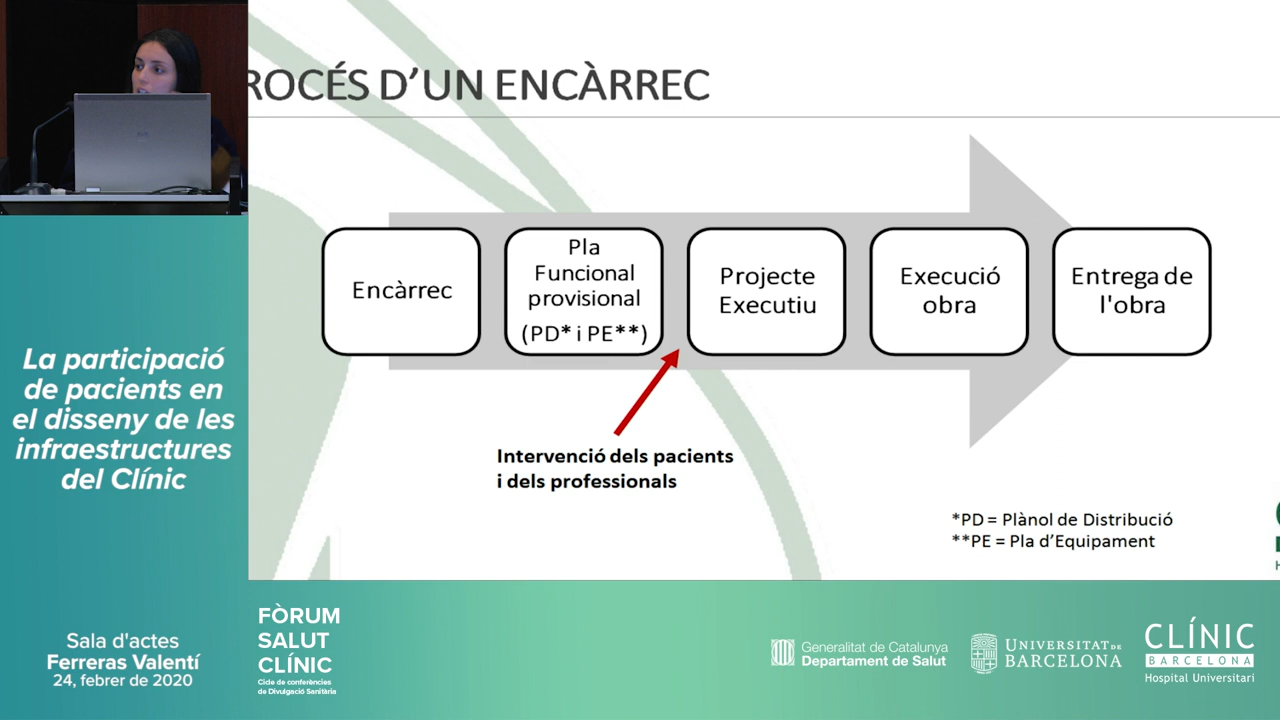 ROCÉS D'UN ENCÀRREC
Encàrrec
Pla
Funcional
provisional
(PD* i PE**)
Projecte
Executiu
Execució
obra
Entrega de
l'obra
Intervenció dels pacients
i dels professionals
*PD = Plànol de Distribució
**PE = Pla d'Equipament
La participació
de pacients en
el disseny de les
infraestructures
del Clínic
Sala d'actes
Ferreras Valentí
24, febrer de 2020
FÒRUM
SALUT
CLÍNIC
Cicle de conferències
de Divulgació Sanitària
Generalitat de Catalunya
Departament de Salut
UNIVERSITAT DE
BARCELONA
CLÍNIC
BARCELONA
Hospital Universitari